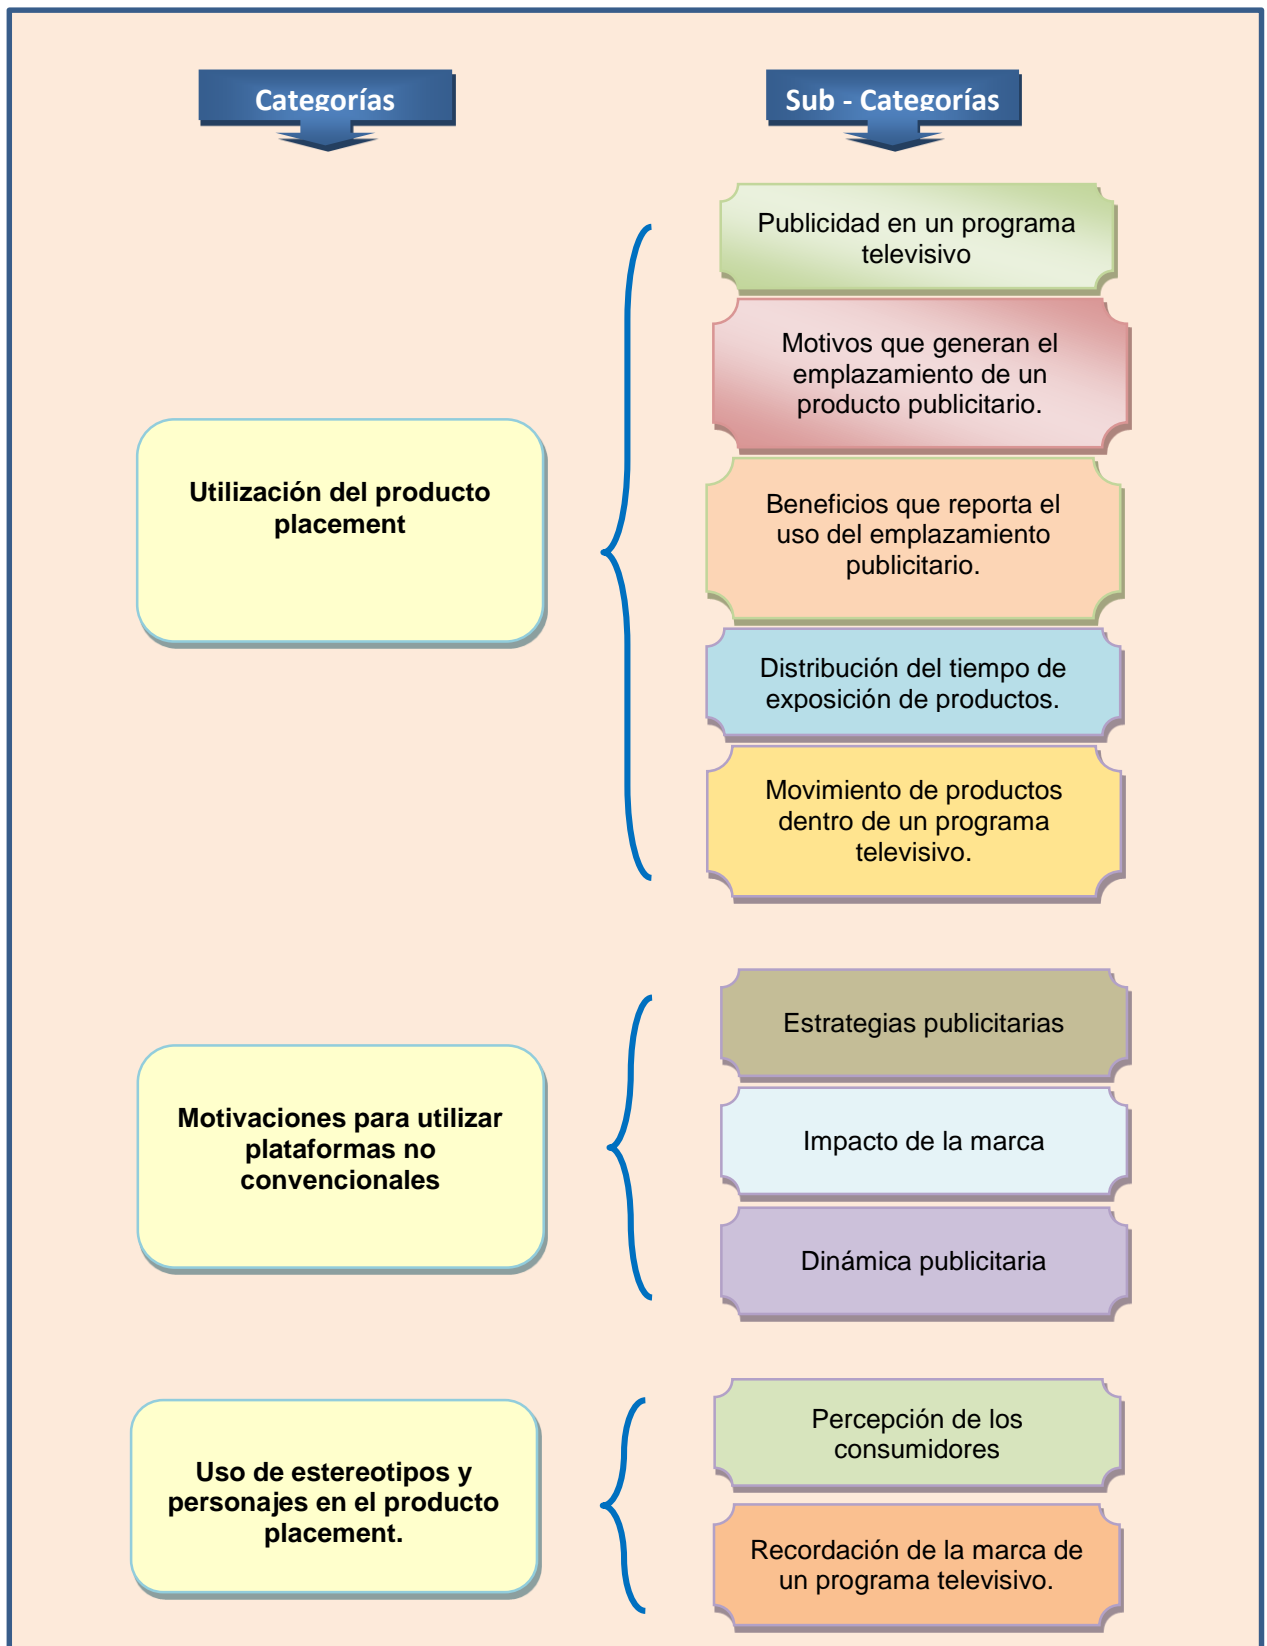 Categorías
Sub - Categorías
Utilización del producto
placement
Publicidad en un programa
televisivo
Motivos que generan el
emplazamiento de un
producto publicitario.
Beneficios que reporta el
uso del emplazamiento
publicitario.
Distribución del tiempo de
exposición de productos.
Movimiento de productos
dentro de un programa
televisivo.
Motivaciones para utilizar
plataformas no
convencionales
Estrategias publicitarias
Impacto de la marca
Dinámica publicitaria
Uso de estereotipos y
personajes en el producto
placement.
Percepción de los
consumidores
Recordación de la marca de
un programa televisivo.